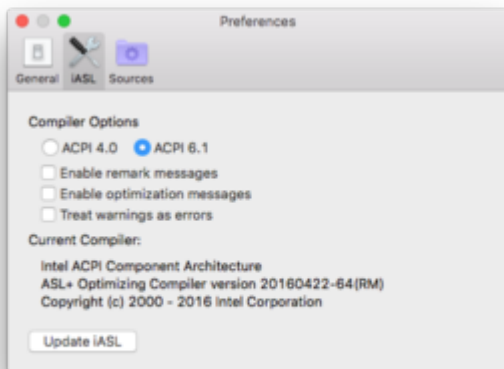 Preferences
General iASL Sources
Compiler Options
ACPI 4.0 ACPI 6.1
Enable remark messages
Enable optimization messages
Treat warnings as errors
Current Compiler:
Intel ACPI Component Architecture
ASL+ Optimizing Compiler version 20160422-64(RM)
Copyright (c) 2000 - 2016 Intel Corporation
Update iASL